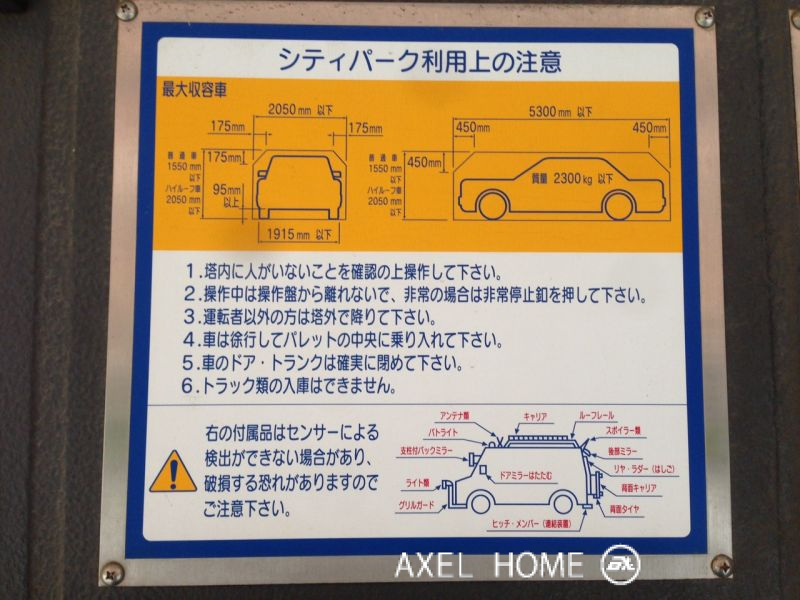 シティパーク利用上の注意
最大収容車
2050mm 以下
175mm
175mm
普通車
1550mm
以下
ハイルーフ車
2050mm
以下
175mm
95mm
以上
1915mm 以下
5300mm 以下
450mm
450mm
普通車
1550mm
以下
ハイルーフ車
2050mm
以下
450mm
質量 2300kg 以下
1.塔内に人がいないことを確認の上操作して下さい。
2.操作中は操作盤から離れないで、非常の場合は非常停止釦を押して下さい。
3.運転者以外の方は塔外で降りて下さい。
4.車は徐行してパレットの中央に乗り入れて下さい。
5.車のドア・トランクは確実に閉めて下さい。
6.トラック類の入庫はできません。
右の付属品はセンサーによる
検出ができない場合があり、
破損する恐れがありますので
ご注意下さい。
アンテナ類
キャリア
ルーフレール
パトライト
スポイラー類
支柱付バックミラー
後部ミラー
リヤ・ラダー（はしご）
ドアミラーはたたむ
ライト類
背面キャリア
グリルガード
背面タイヤ
ヒッチ・メンバー（連結装置）
AXEL HOME